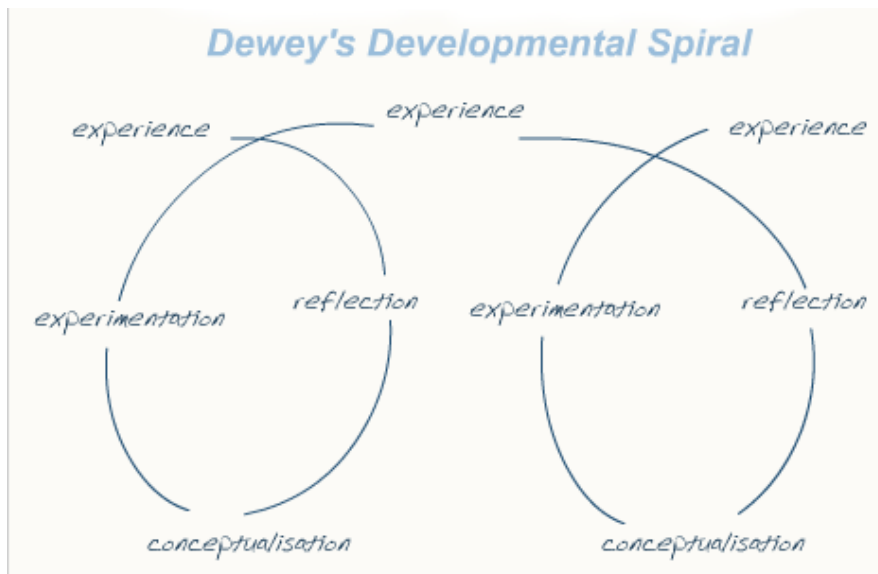 Dewey's Developmental Spiral
experience
experience
experience
experimentation
reflection
experimentation
reflection
conceptualisation
conceptualisation